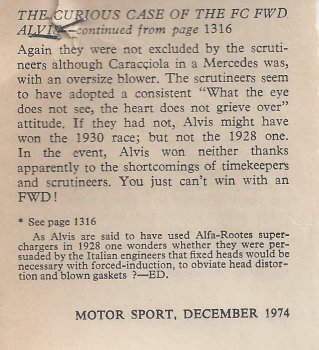 THE CURIOUS CASE OF THE FC FWD
ALVIS—continued from page 1316
Again they were not excluded by the scruti-
neers although Caracciola in a Mercedes was,
with an oversize blower. The scrutineers seem
to have adopted a consistent “What the eye
does not see, the heart does not grieve over”
attitude. If they had not, Alvis might have
won the 1930 race; but not the 1928 one.
In the event, Alvis won neither thanks
apparently to the shortcomings of timekeepers
and scrutineers. You just can't win with an
FWD!
* See page 1316
As Alvis are said to have used Alfa-Rootes super-
chargers in 1928 one wonders whether they were per-
suaded by the Italian engineers that fixed heads would be
necessary with forced-induction, to obviate head distor-
tion and blown gaskets ?—ED.
MOTOR SPORT, DECEMBER 1974